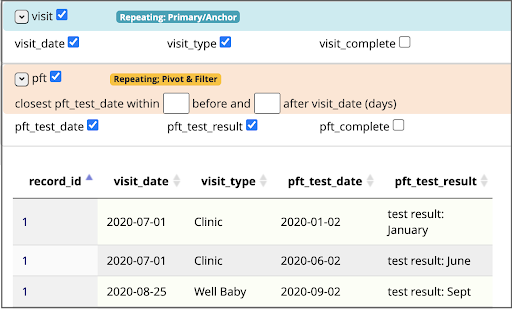 visit Repeating: Primary/Anchor
visit_date visit_type visit_complete
pft Repeating: Pivot & Filter
closest pft_test_date within before and after visit_date (days)
pft_test_date pft_test_result pft_complete
record_id visit_date visit_type pft_test_date pft_test_result
1 2020-07-01 Clinic 2020-01-02 test result:
January
1 2020-07-01 Clinic 2020-06-02 test result: June
1 2020-08-25 Well Baby 2020-09-02 test result: Sept